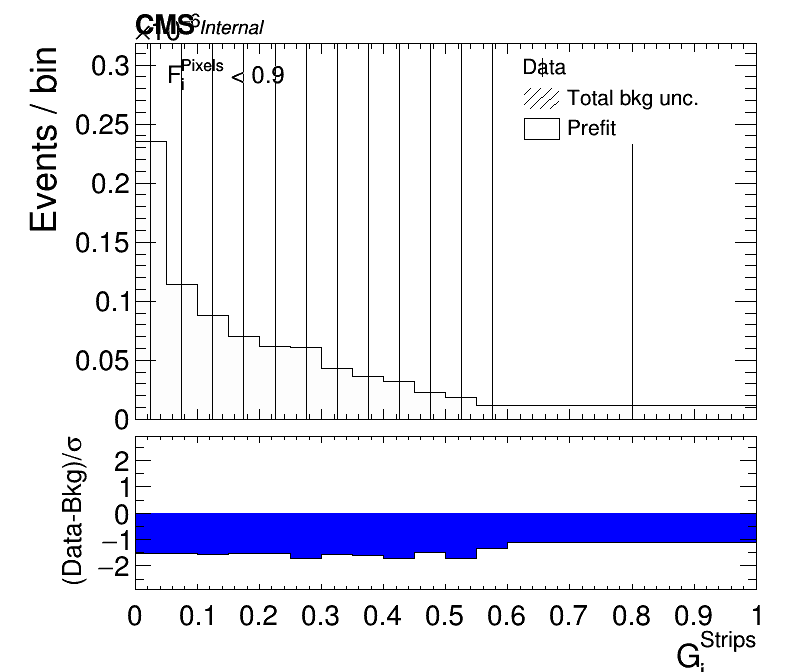 CMS Internal
×10^-6
F_i^Pixels < 0.9
Data
Total bkg unc.
Prefit
Events / bin
0.3
0.25
0.2
0.15
0.1
0.05
0
(Data-Bkg)/σ
2
1
0
−1
−2
0 0.1 0.2 0.3 0.4 0.5 0.6 0.7 0.8 0.9 1
G_i^Strips